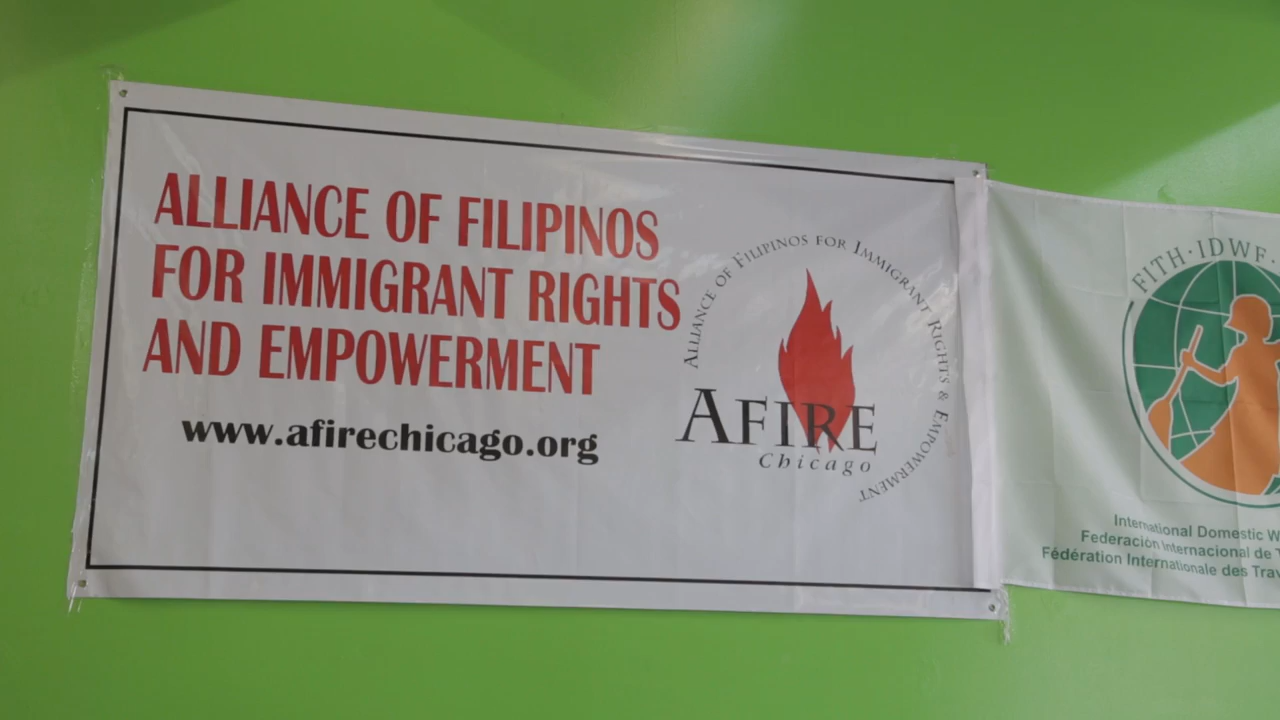 ALLIANCE OF FILIPINOS
FOR IMMIGRANT RIGHTS
AND EMPOWERMENT
www.afirechicago.org
ALLIANCE OF FILIPINOS FOR IMMIGRANT RIGHTS & EMPOWERMENT
AFIRE
Chicago
FITH·IDWF·
International Domestic
Federación Internacional de
Fédération Internationale des